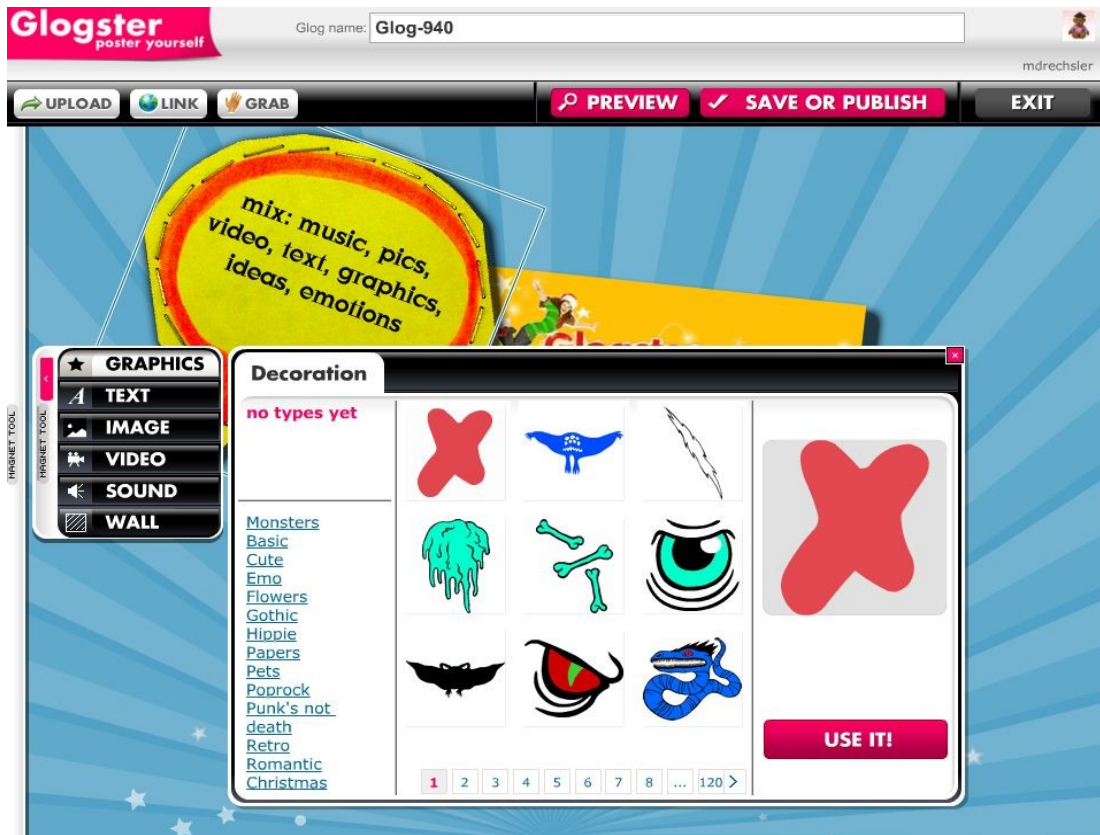 Glogster
poster yourself
Glog name: Glog-940
mdrechsler
UPLOAD LINK GRAB PREVIEW SAVE OR PUBLISH EXIT
mix: music, pics,
video, text, graphics,
ideas, emotions
Glogster
GRAPHICS
TEXT
IMAGE
VIDEO
SOUND
WALL
MAGNET TOOL
MAGNET TOOL
Decoration
no types yet
Monsters
Basic
Cute
Emo
Flowers
Gothic
Hippie
Papers
Pets
Poprock
Punk's not
death
Retro
Romantic
Christmas
1 2 3 4 5 6 7 8 ... 120 >
USE IT!